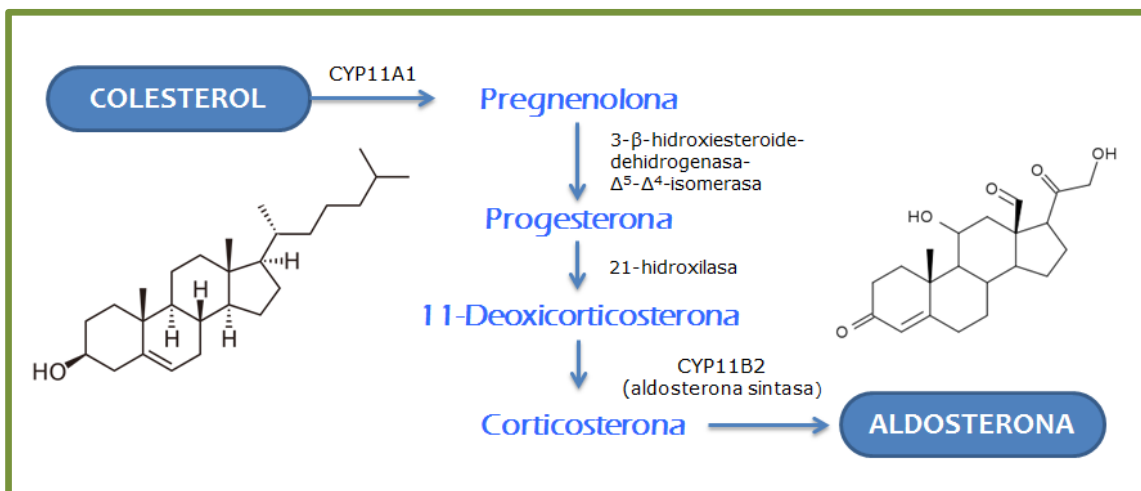 COLESTEROL
CYP11A1
Pregnenolona
3-β-hidroxiesteroide-
dehidrogenasa-
Δ⁵-Δ⁴-isomerasa
Progesterona
21-hidroxilasa
11-Deoxicorticosterona
CYP11B2
(aldosterona sintasa)
Corticosterona
ALDOSTERONA
HO
H
H
H
H
O
HO
O
O
OH